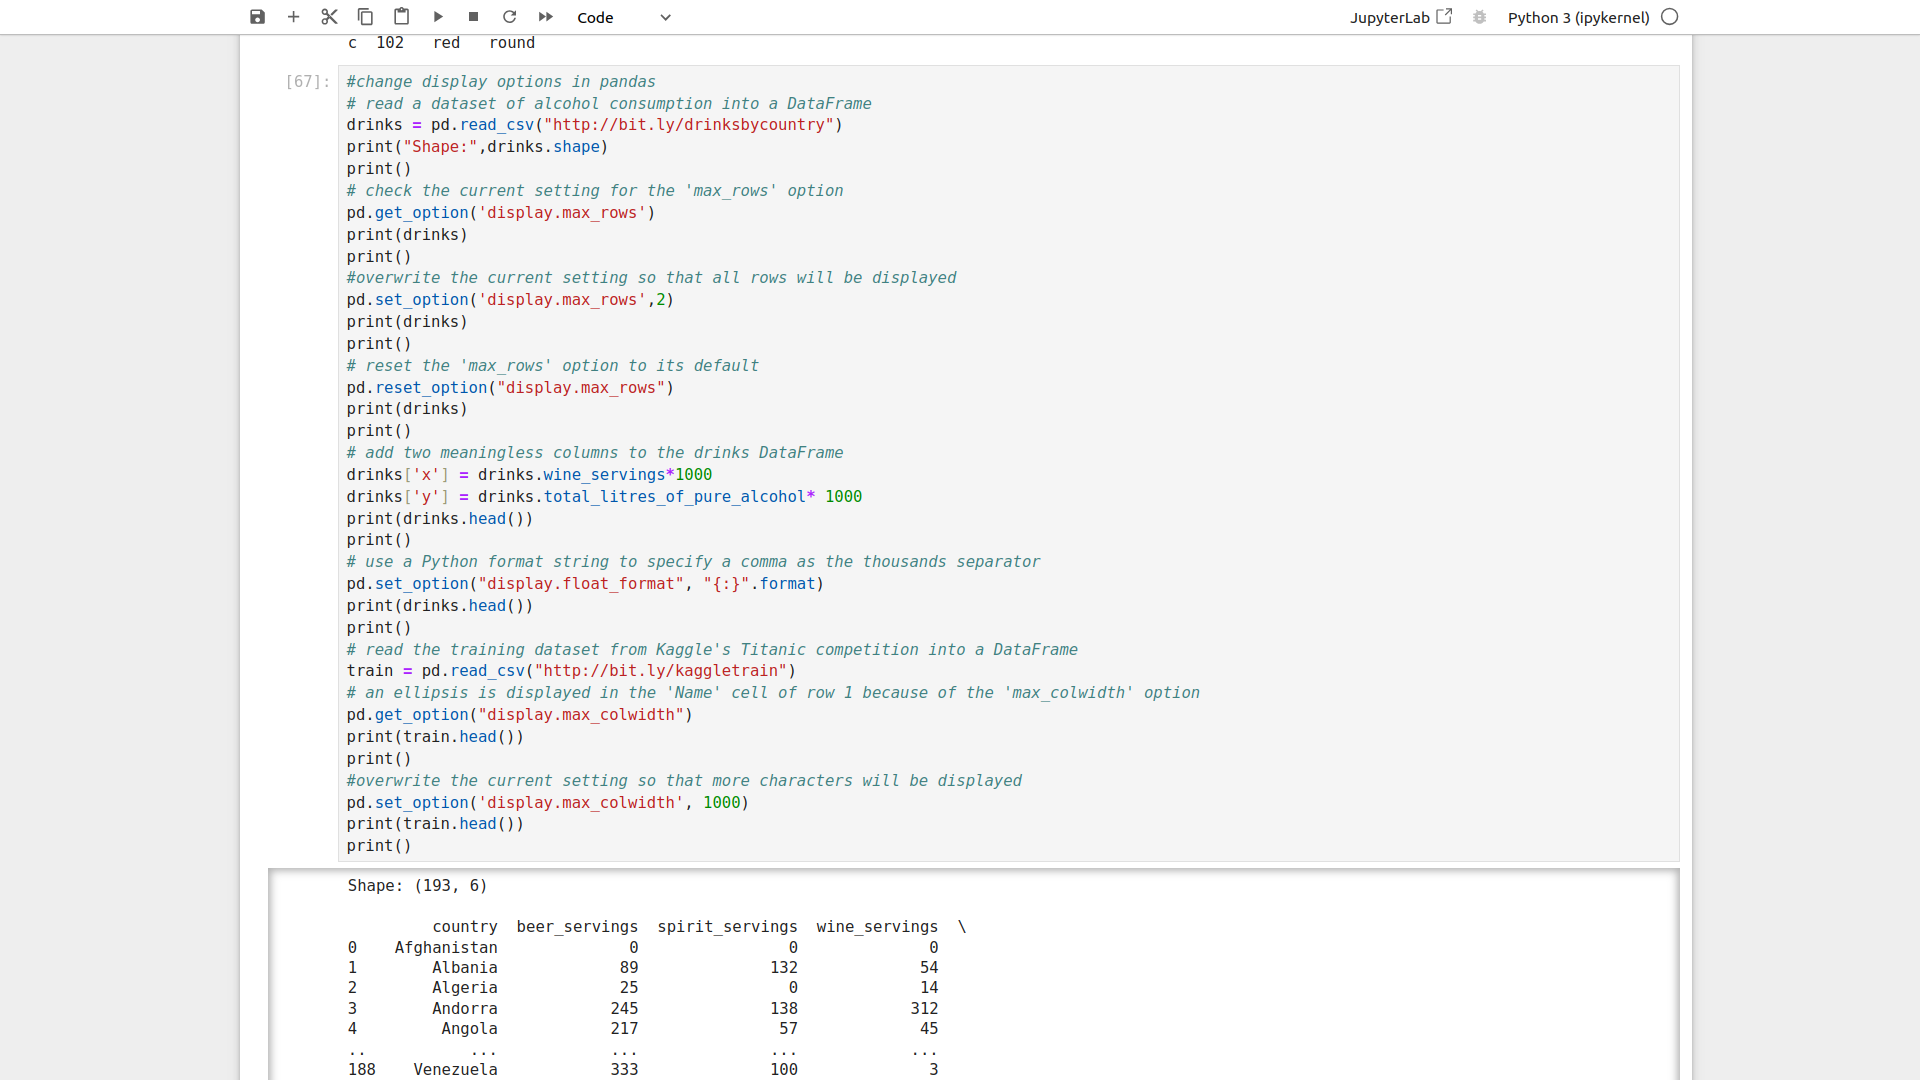 Code JupyterLab Python 3 (ipykernel)
c  102   red   round
[67]: #change display options in pandas
# read a dataset of alcohol consumption into a DataFrame
drinks = pd.read_csv("http://bit.ly/drinksbycountry")
print("Shape:",drinks.shape)
print()
# check the current setting for the 'max_rows' option
pd.get_option('display.max_rows')
print(drinks)
print()
#overwrite the current setting so that all rows will be displayed
pd.set_option('display.max_rows',2)
print(drinks)
print()
# reset the 'max_rows' option to its default
pd.reset_option("display.max_rows")
print(drinks)
print()
# add two meaningless columns to the drinks DataFrame
drinks['x'] = drinks.wine_servings*1000
drinks['y'] = drinks.total_litres_of_pure_alcohol* 1000
print(drinks.head())
print()
# use a Python format string to specify a comma as the thousands separator
pd.set_option("display.float_format", "{:}".format)
print(drinks.head())
print()
# read the training dataset from Kaggle's Titanic competition into a DataFrame
train = pd.read_csv("http://bit.ly/kaggletrain")
# an ellipsis is displayed in the 'Name' cell of row 1 because of the 'max_colwidth' option
pd.get_option("display.max_colwidth")
print(train.head())
print()
#overwrite the current setting so that more characters will be displayed
pd.set_option('display.max_colwidth', 1000)
print(train.head())
print()
Shape: (193, 6)
country  beer_servings  spirit_servings  wine_servings  \
0    Afghanistan              0                0              0
1        Albania             89              132             54
2        Algeria             25                0             14
3        Andorra            245              138            312
4         Angola            217               57             45
..           ...            ...              ...            ...
188    Venezuela            333              100              3